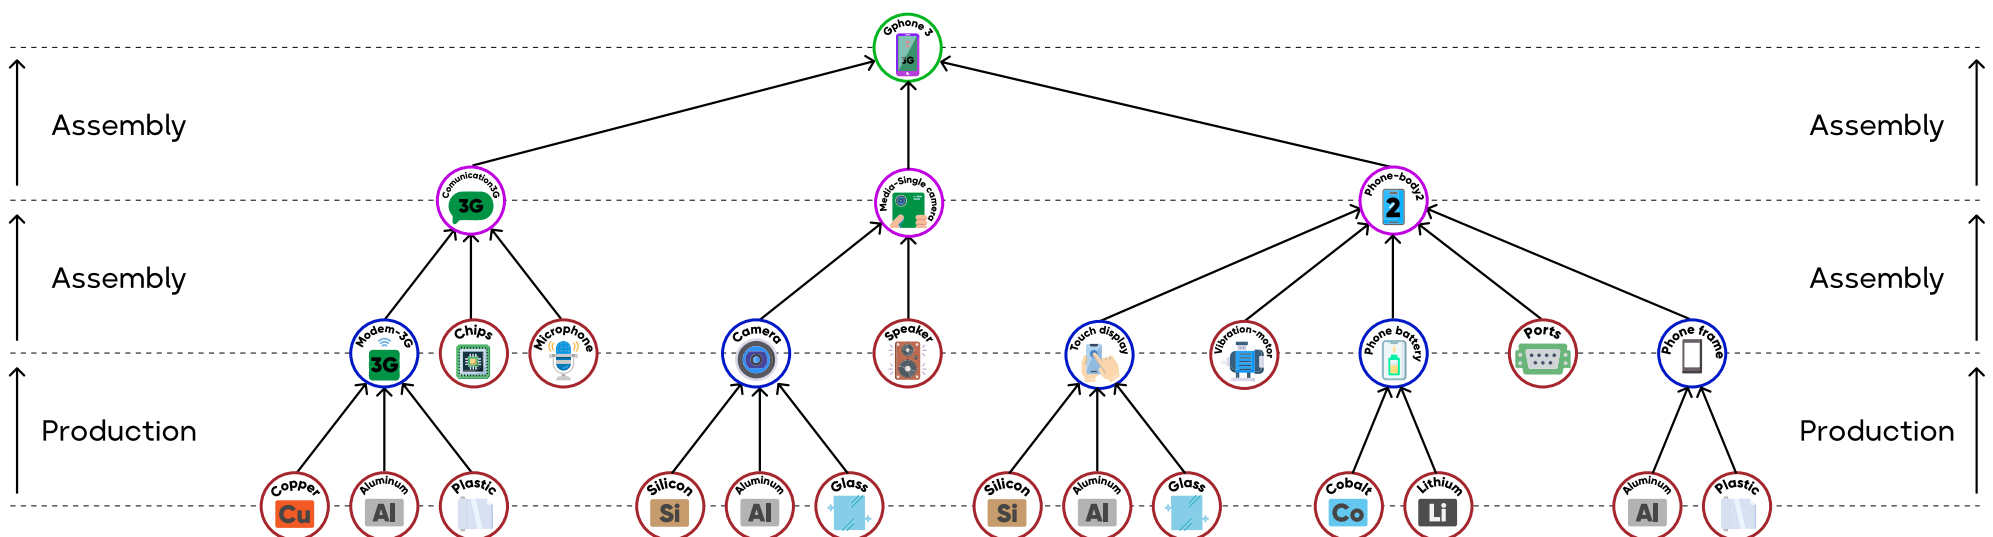 Gphone 3
3G
Assembly
Assembly
Comunication3G
3G
Media-Single camera
Phone-body2
2
Assembly
Assembly
Modem-3G
3G
Chips
Microphone
Camera
Speaker
Touch display
Vibration-motor
Phone battery
Ports
Phone frame
Production
Production
Copper
Cu
Aluminum
Al
Plastic
Silicon
Si
Aluminum
Al
Glass
Silicon
Si
Aluminum
Al
Glass
Cobalt
Co
Lithium
Li
Aluminum
Al
Plastic